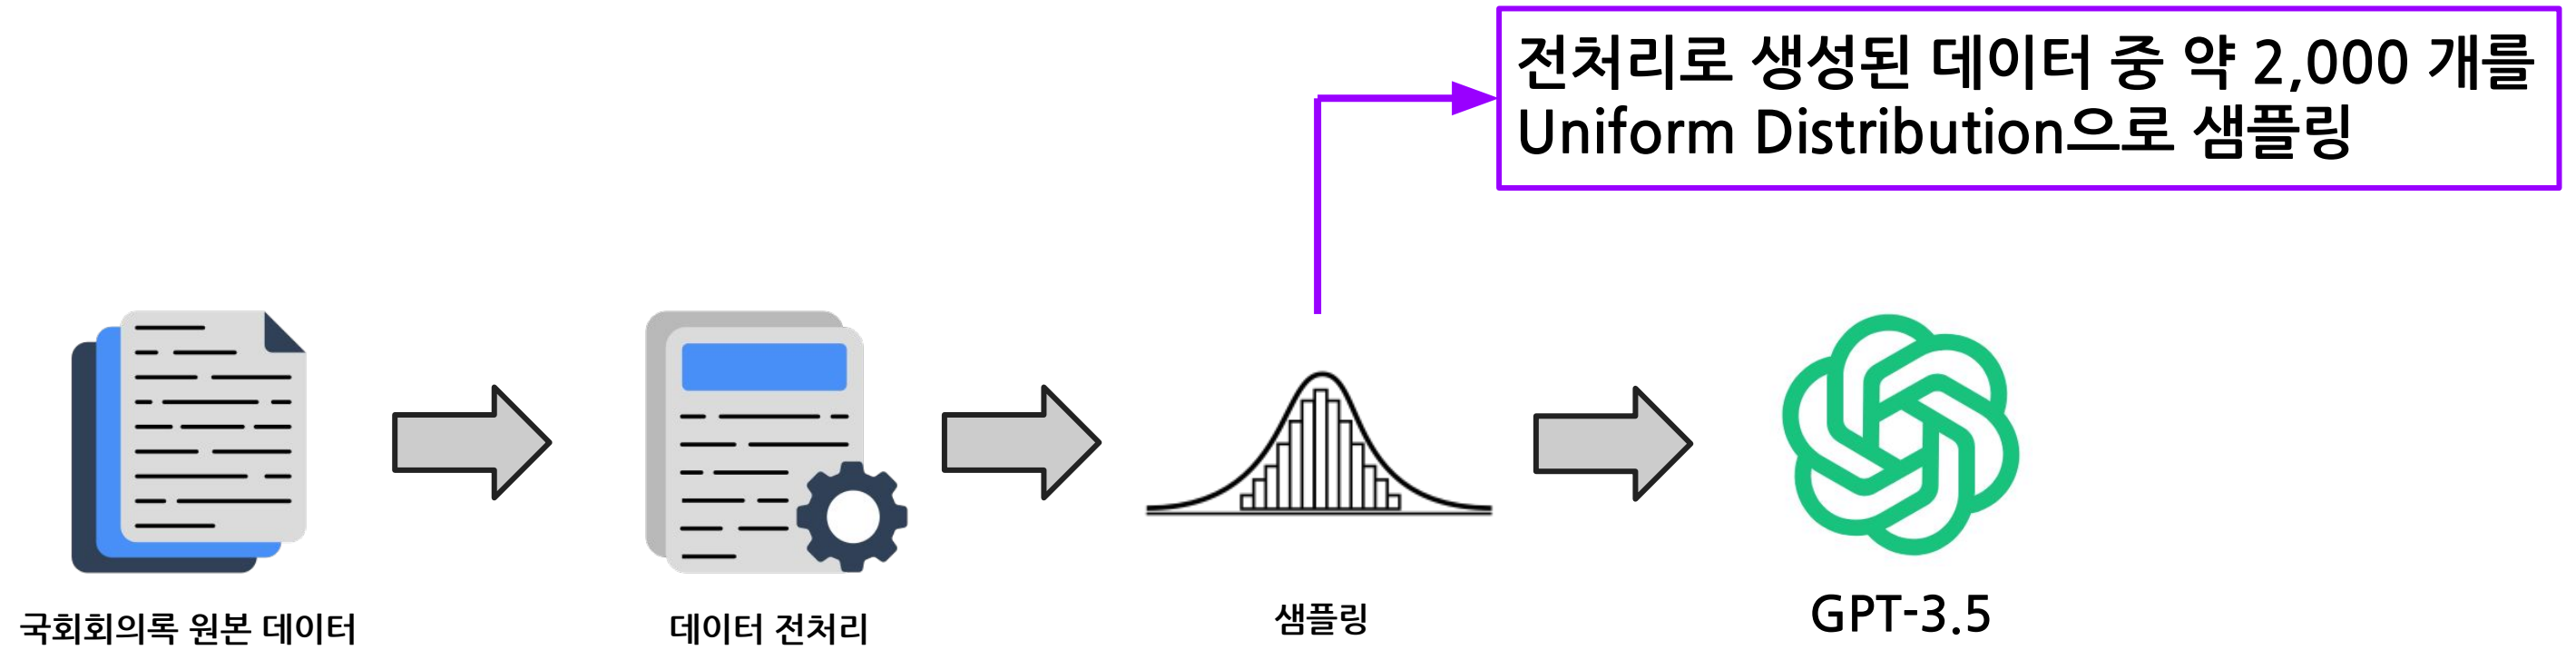 전처리로 생성된 데이터 중 약 2,000 개를
Uniform Distribution으로 샘플링
국회회의록 원본 데이터
데이터 전처리
샘플링
GPT-3.5